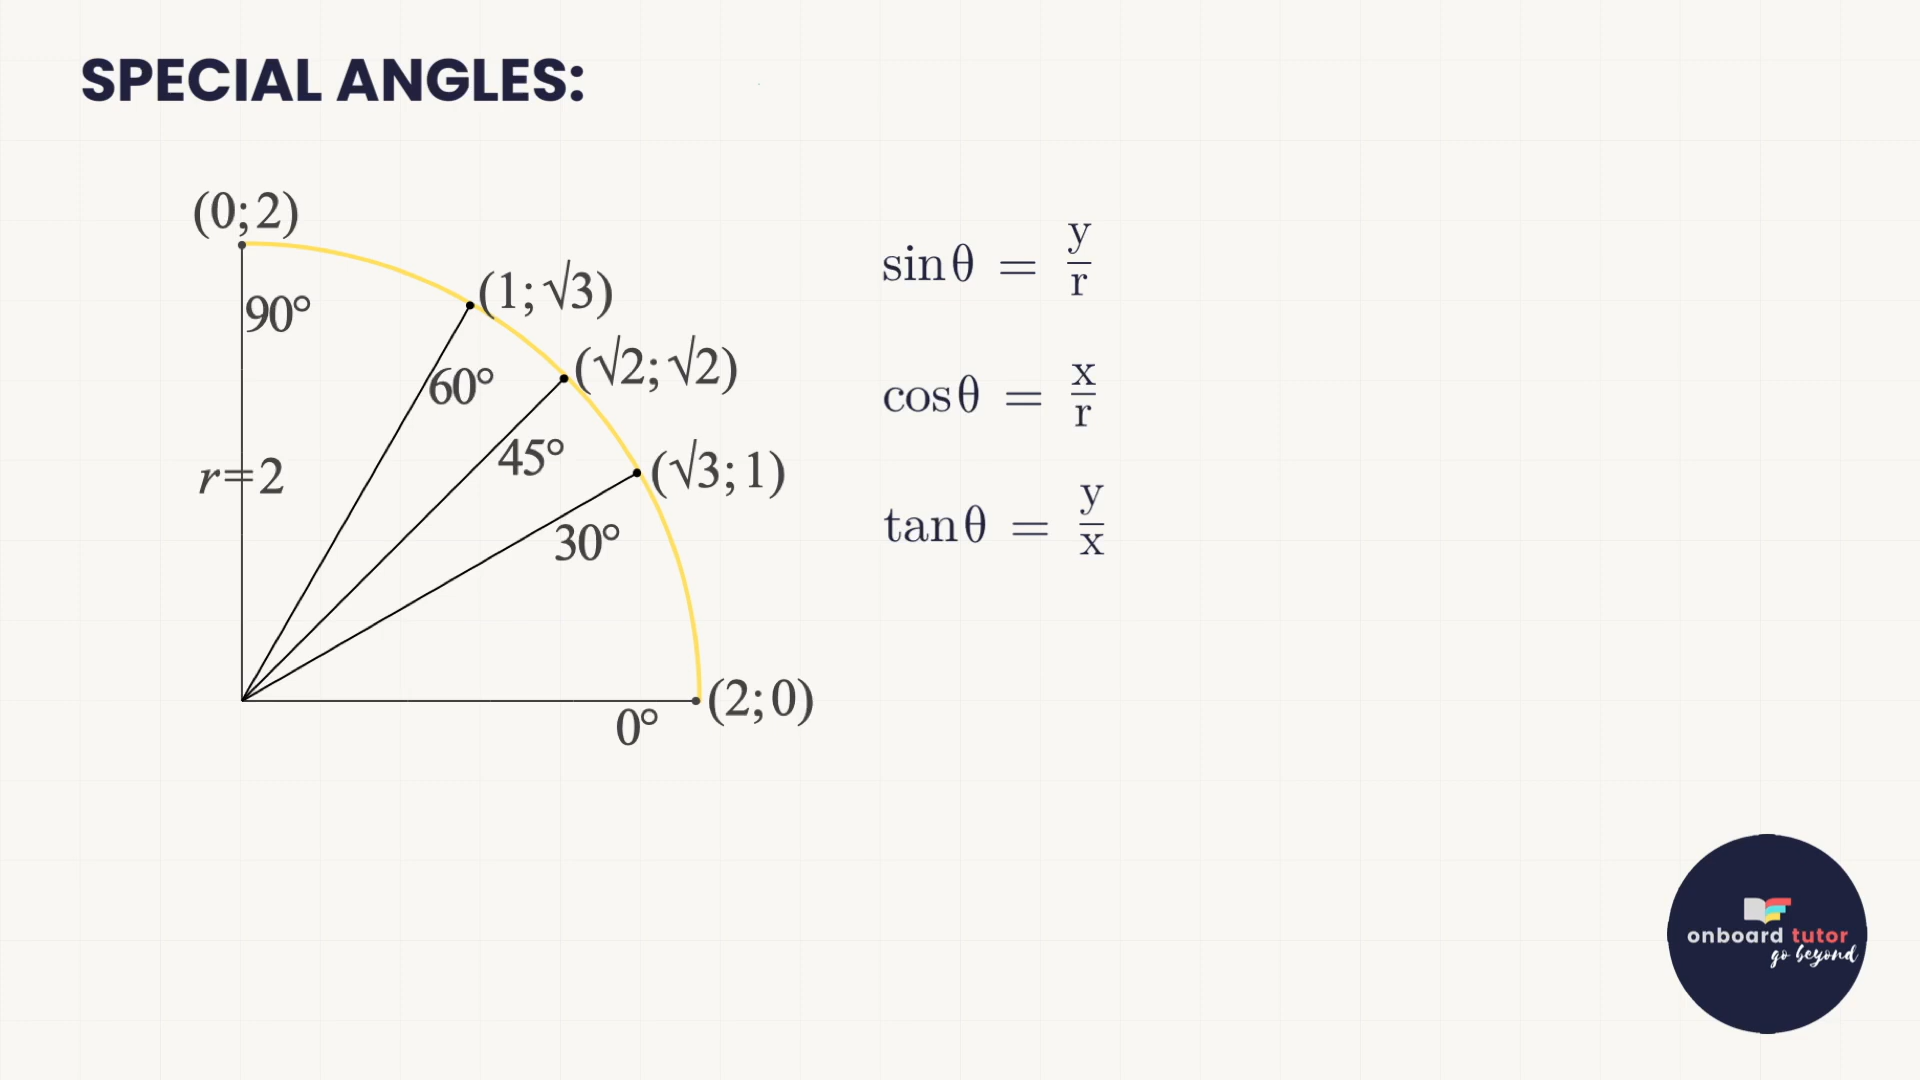 SPECIAL ANGLES:
(0; 2)
90°
(1; √3)
60°
(√2; √2)
45°
(√3; 1)
30°
r=2
(2; 0)
0°
sin θ = y/r
cos θ = x/r
tan θ = y/x
onboard tutor
go beyond